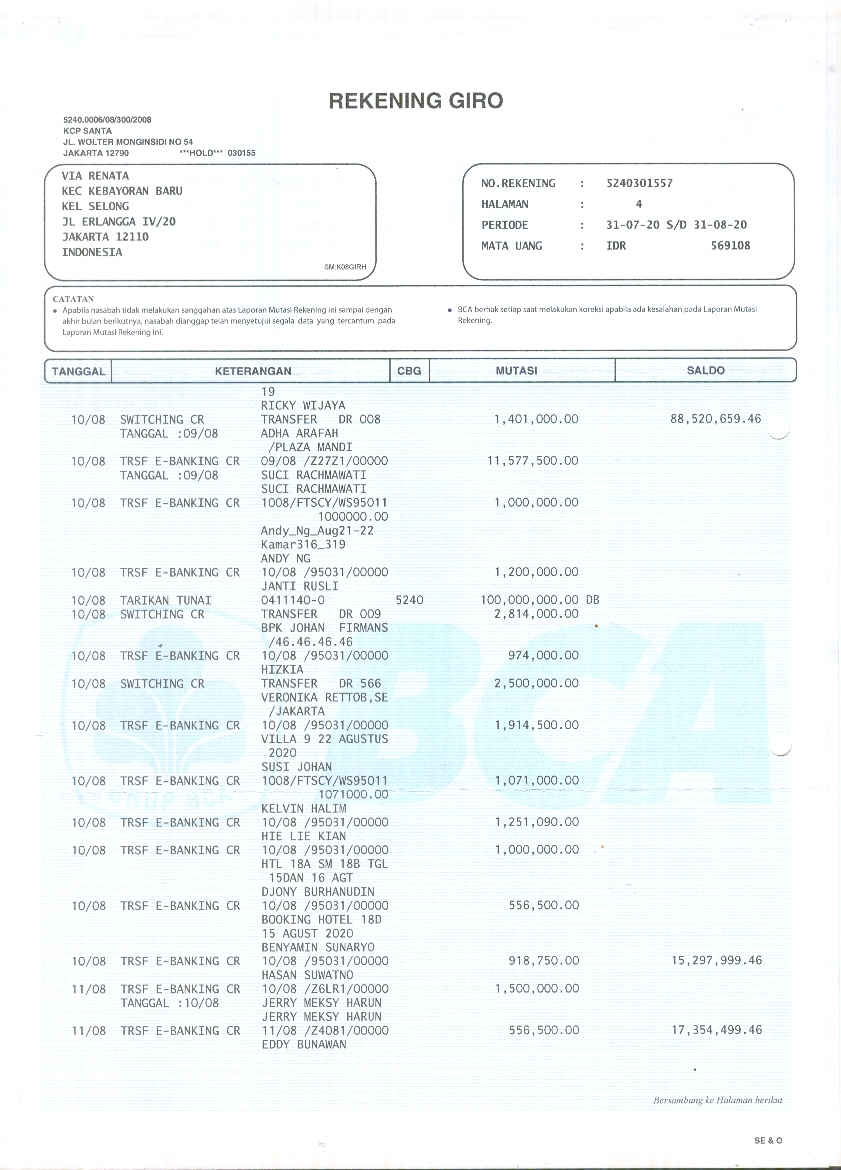 REKENING GIRO
5240.0006/08/300/2008
KCP SANTA
JL. WOLTER MONGINSIDI NO 54
JAKARTA 12790 ***HOLD*** 030155
VIA RENATA
KEC KEBAYORAN BARU
KEL SELONG
JL ERLANGGA IV/20
JAKARTA 12110
INDONESIA
SM:K08GIRH
NO.REKENING : 5240301557
HALAMAN : 4
PERIODE : 31-07-20 S/D 31-08-20
MATA UANG : IDR 569108
CATATAN
• Apabila nasabah tidak melakukan sanggahan atas Laporan Mutasi Rekening ini sampai dengan
akhir bulan berikutnya, nasabah dianggap telah menyetujui segala data yang tercantum pada
Laporan Mutasi Rekening ini.
• BCA berhak setiap saat melakukan koreksi apabila ada kesalahan pada Laporan Mutasi
Rekening.
TANGGAL KETERANGAN CBG MUTASI SALDO
19
RICKY WIJAYA
10/08 SWITCHING CR TRANSFER DR 008 1,401,000.00 88,520,659.46
TANGGAL :09/08 ADHA ARAFAH
/PLAZA MANDI
10/08 TRSF E-BANKING CR 09/08 /Z27Z1/00000 11,577,500.00
TANGGAL :09/08 SUCI RACHMAWATI
SUCI RACHMAWATI
10/08 TRSF E-BANKING CR 1008/FTSCY/WS95011 1,000,000.00
1000000.00
Andy_Ng_Aug21-22
Kamar316_319
ANDY NG
10/08 TRSF E-BANKING CR 10/08 /95031/00000 1,200,000.00
JANTI RUSLI
10/08 TARIKAN TUNAI 0411140-0 5240 100,000,000.00 DB
10/08 SWITCHING CR TRANSFER DR 009 2,814,000.00
BPK JOHAN FIRMANS
/46.46.46.46
10/08 TRSF E-BANKING CR 10/08 /95031/00000 974,000.00
HIZKIA
10/08 SWITCHING CR TRANSFER DR 566 2,500,000.00
VERONIKA RETTOB,SE
/JAKARTA
10/08 TRSF E-BANKING CR 10/08 /95031/00000 1,914,500.00
VILLA 9 22 AGUSTUS
2020
SUSI JOHAN
10/08 TRSF E-BANKING CR 1008/FTSCY/WS95011 1,071,000.00
1071000.00
KELVIN HALIM
10/08 TRSF E-BANKING CR 10/08 /95031/00000 1,251,090.00
HIE LIE KIAN
10/08 TRSF E-BANKING CR 10/08 /95031/00000 1,000,000.00
HTL 18A SM 18B TGL
15DAN 16 AGT
DJONY BURHANUDIN
10/08 TRSF E-BANKING CR 10/08 /95031/00000 556,500.00
BOOKING HOTEL 18D
15 AGUST 2020
BENYAMIN SUNARYO
10/08 TRSF E-BANKING CR 10/08 /95031/00000 918,750.00 15,297,999.46
HASAN SUWATNO
11/08 TRSF E-BANKING CR 10/08 /Z6LR1/00000 1,500,000.00
TANGGAL :10/08 JERRY MEKSY HARUN
JERRY MEKSY HARUN
11/08 TRSF E-BANKING CR 11/08 /Z4081/00000 556,500.00 17,354,499.46
EDDY BUNAWAN
BCA
Bersambung ke Halaman berikut
SE & O